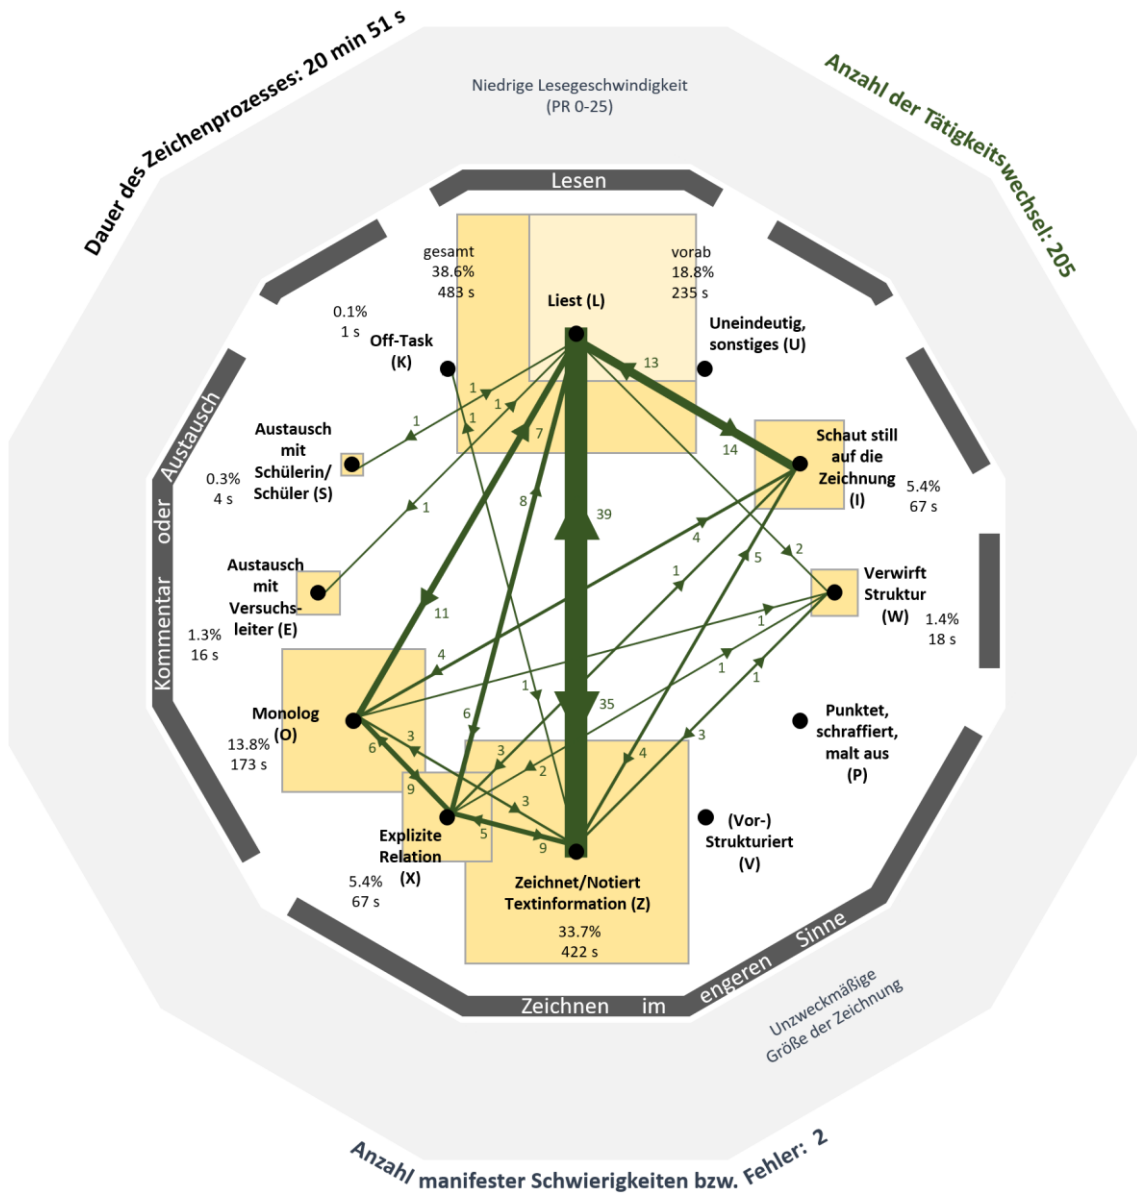 Dauer des Zeichenprozesses: 20 min 51 s
Anzahl der Tätigkeitswechsel: 205
Niedrige Lesegeschwindigkeit
(PR 0-25)
Lesen
gesamt
38.6%
483 s
vorab
18.8%
235 s
Liest (L)
0.1%
1 s
Off-Task
(K)
Uneindeutig,
sonstiges (U)
13
14
1
1
1
1
7
1
Austausch
mit
Schülerin/
Schüler (S)
0.3%
4 s
Schaut still
auf die
Zeichnung
(I)
5.4%
67 s
Kommentar oder Austausch
8
39
4
1
5
2
Austausch
mit
Versuchs-
leiter (E)
1.3%
16 s
Verwirft
Struktur
(W)
1.4%
18 s
11
4
1
1
1
1
6
35
Monolog
(O)
13.8%
173 s
6
3
3
2
4
3
9
3
5
9
Punktet,
schraffiert,
malt aus
(P)
Explizite
Relation
(X)
5.4%
67 s
(Vor-)
Strukturiert
(V)
Zeichnet/Notiert
Textinformation (Z)
33.7%
422 s
Zeichnen im engeren Sinne
Unzweckmäßige
Größe der Zeichnung
Anzahl manifester Schwierigkeiten bzw. Fehler: 2